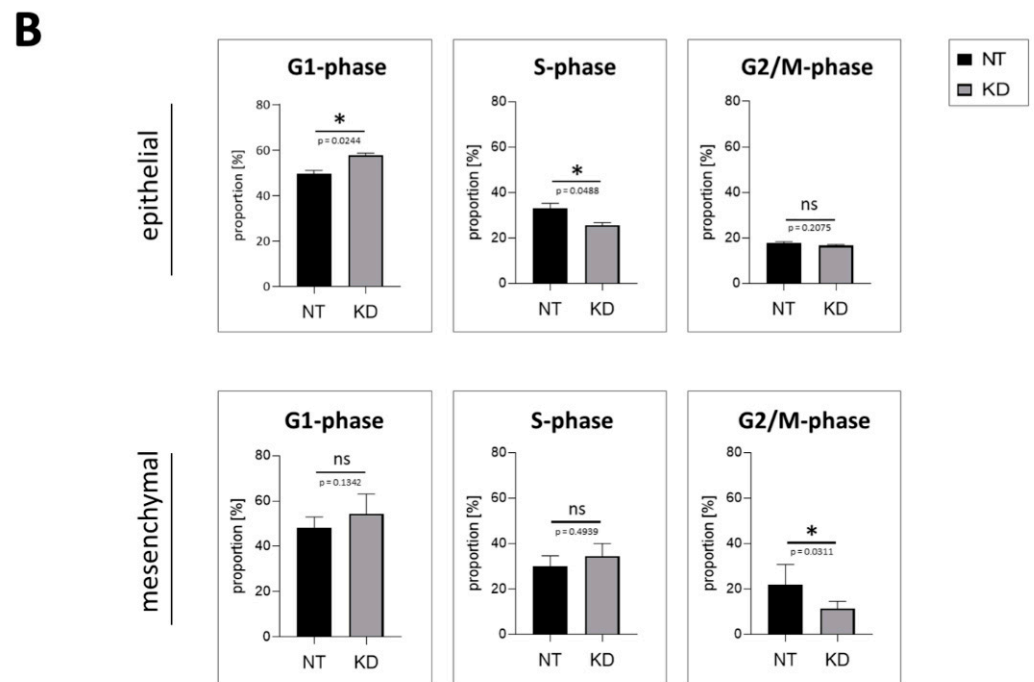 B
NT
KD
epithelial
G1-phase
proportion [%]
80
60
40
20
0
*
p = 0.0244
NT KD
S-phase
proportion [%]
80
60
40
20
0
*
p = 0.0488
NT KD
G2/M-phase
proportion [%]
80
60
40
20
0
ns
p = 0.2075
NT KD
mesenchymal
G1-phase
proportion [%]
80
60
40
20
0
ns
p = 0.1342
NT KD
S-phase
proportion [%]
80
60
40
20
0
ns
p = 0.4939
NT KD
G2/M-phase
proportion [%]
80
60
40
20
0
*
p = 0.0311
NT KD